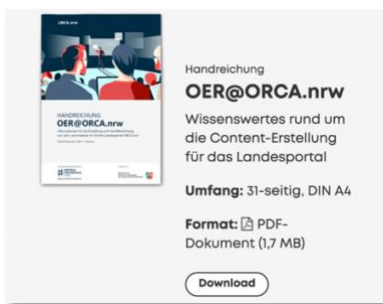 ORCA.nrw
HANDREICHUNG
OER@ORCA.nrw
Handreichung
OER@ORCA.nrw
Wissenswertes rund um
die Content-Erstellung
für das Landesportal
Umfang: 31-seitig, DIN A4
Format: PDF-
Dokument (1,7 MB)
Download